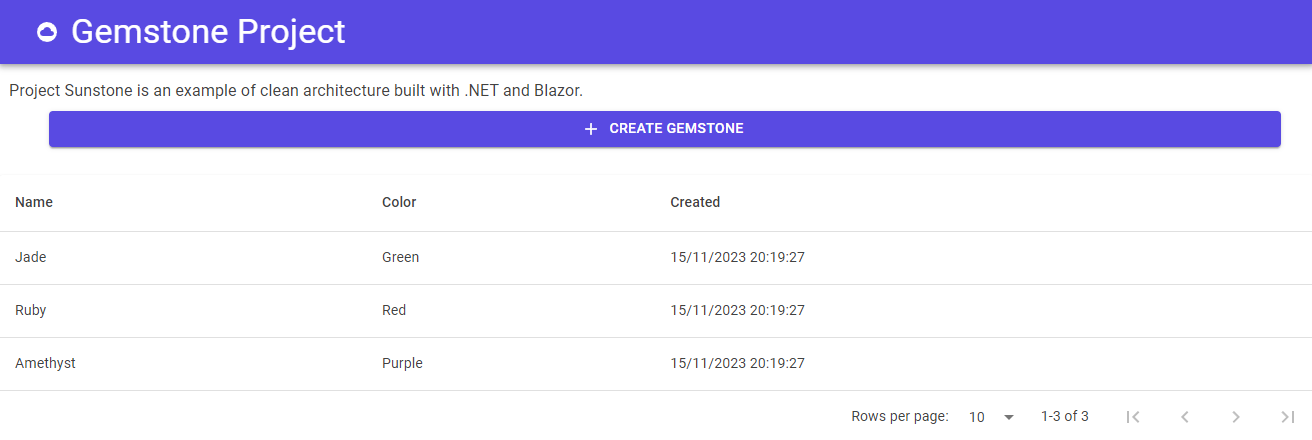 Gemstone Project
Project Sunstone is an example of clean architecture built with .NET and Blazor.
+ CREATE GEMSTONE
Name Color Created
Jade Green 15/11/2023 20:19:27
Ruby Red 15/11/2023 20:19:27
Amethyst Purple 15/11/2023 20:19:27
Rows per page: 10 1-3 of 3